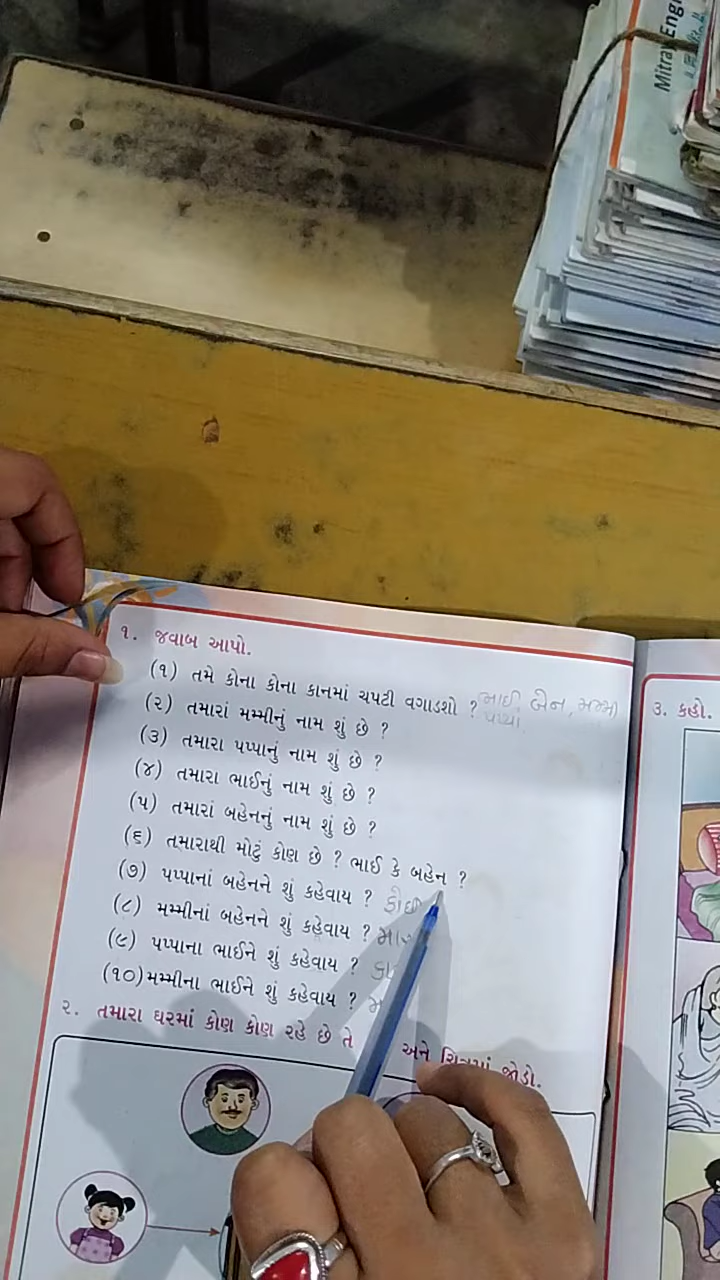 Mitra Engl
૧. જવાબ આપો.
(૧) તમે કોના કોના કાનમાં ચપટી વગાડશો ? ભાઈ, બેન, મમ્મી
પપ્પા
(૨) તમારાં મમ્મીનું નામ શું છે ?
(૩) તમારા પપ્પાનું નામ શું છે ?
(૪) તમારા ભાઈનું નામ શું છે ?
(૫) તમારાં બહેનનું નામ શું છે ?
(૬) તમારાથી મોટું કોણ છે ? ભાઈ કે બહેન ?
(૭) પપ્પાનાં બહેનને શું કહેવાય ?
(૮) મમ્મીનાં બહેનને શું કહેવાય ?
(૯) પપ્પાના ભાઈને શું કહેવાય ?
(૧૦) મમ્મીના ભાઈને શું કહેવાય ?
૨. તમારા ઘરમાં કોણ કોણ રહે છે તે અને ચિત્રમાં જોડો.
૩. કહો.